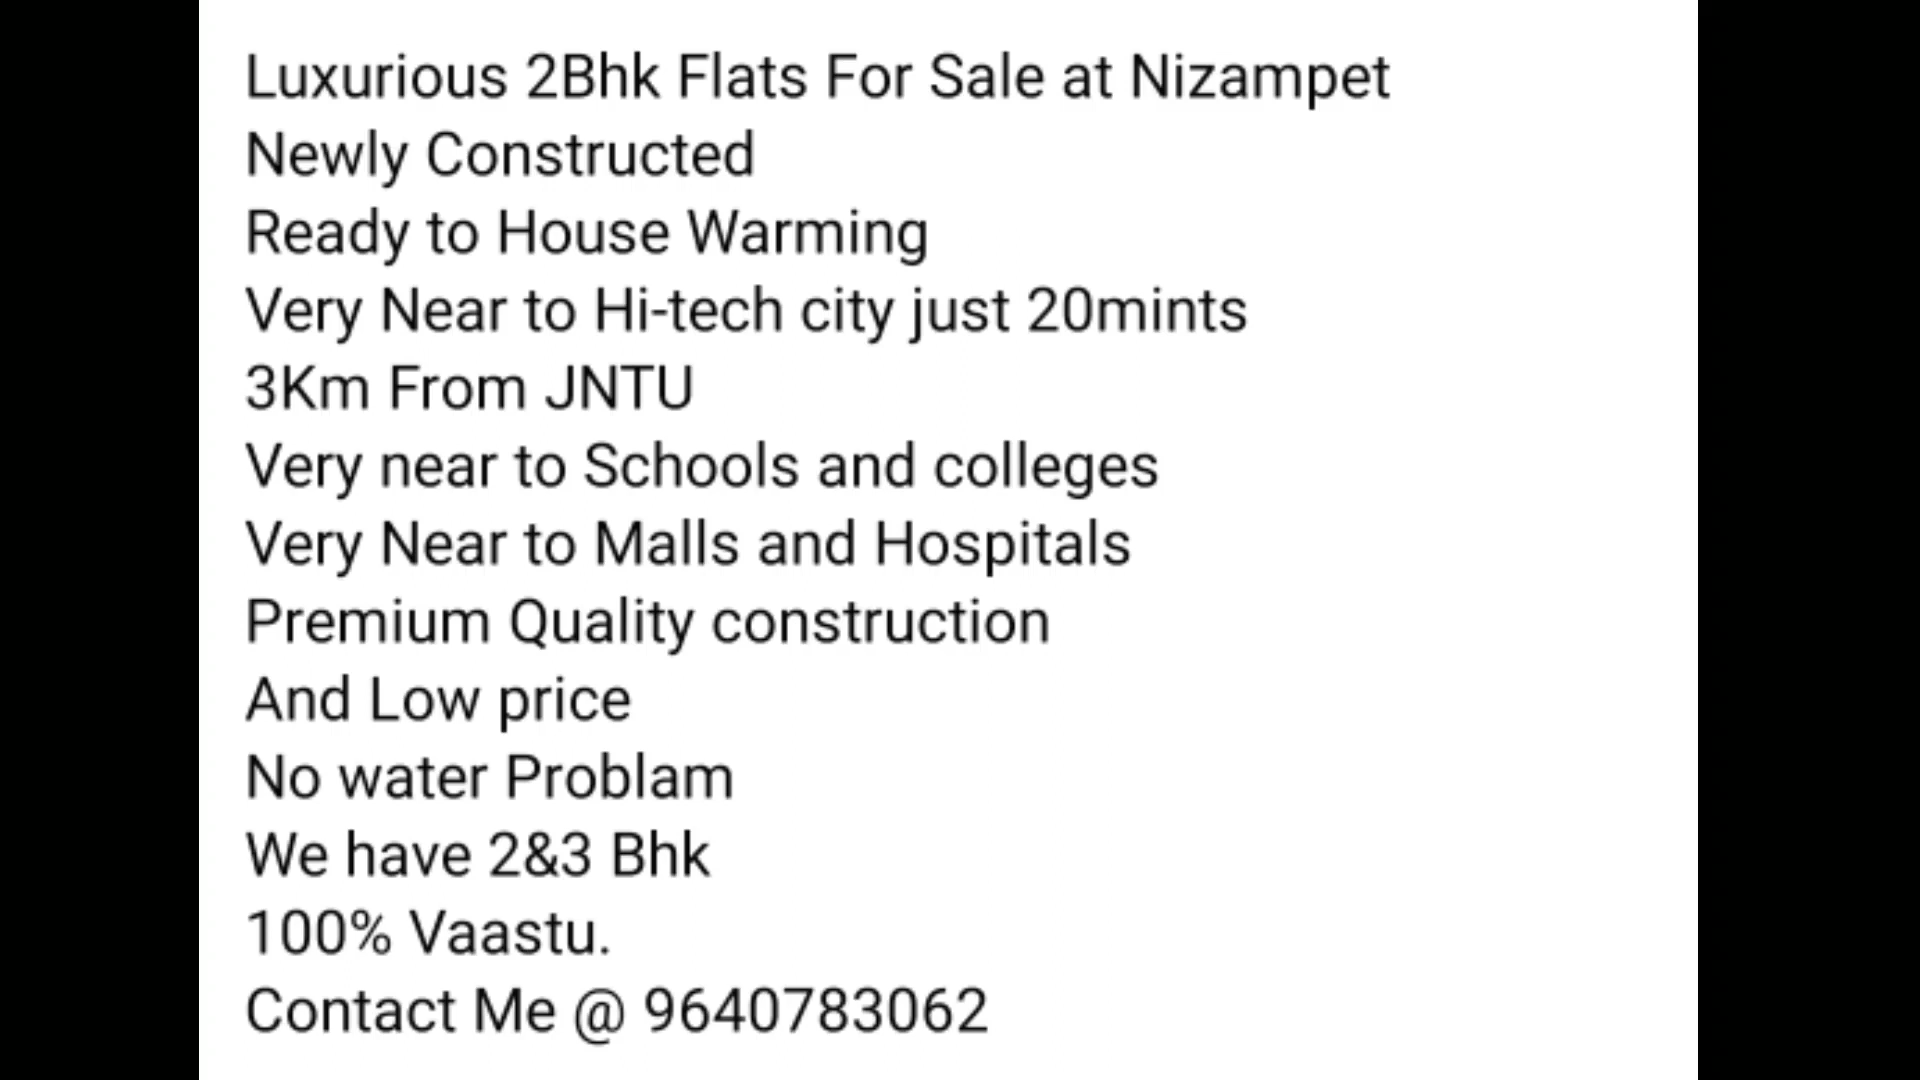 Luxurious 2Bhk Flats For Sale at Nizampet
Newly Constructed
Ready to House Warming
Very Near to Hi-tech city just 20mints
3Km From JNTU
Very near to Schools and colleges
Very Near to Malls and Hospitals
Premium Quality construction
And Low price
No water Problam
We have 2&3 Bhk
100% Vaastu.
Contact Me @ 9640783062